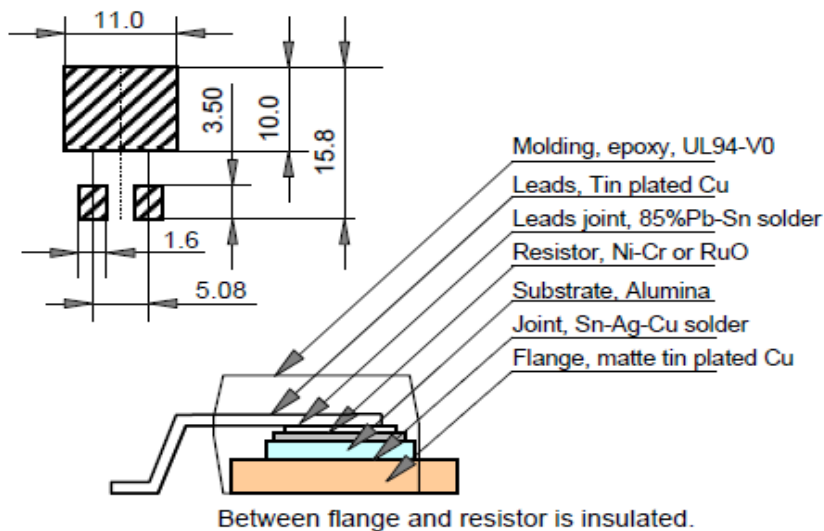 11.0
3.50
10.0
15.8
1.6
5.08
Molding, epoxy, UL94-V0
Leads, Tin plated Cu
Leads joint, 85%Pb-Sn solder
Resistor, Ni-Cr or RuO
Substrate, Alumina
Joint, Sn-Ag-Cu solder
Flange, matte tin plated Cu
Between flange and resistor is insulated.